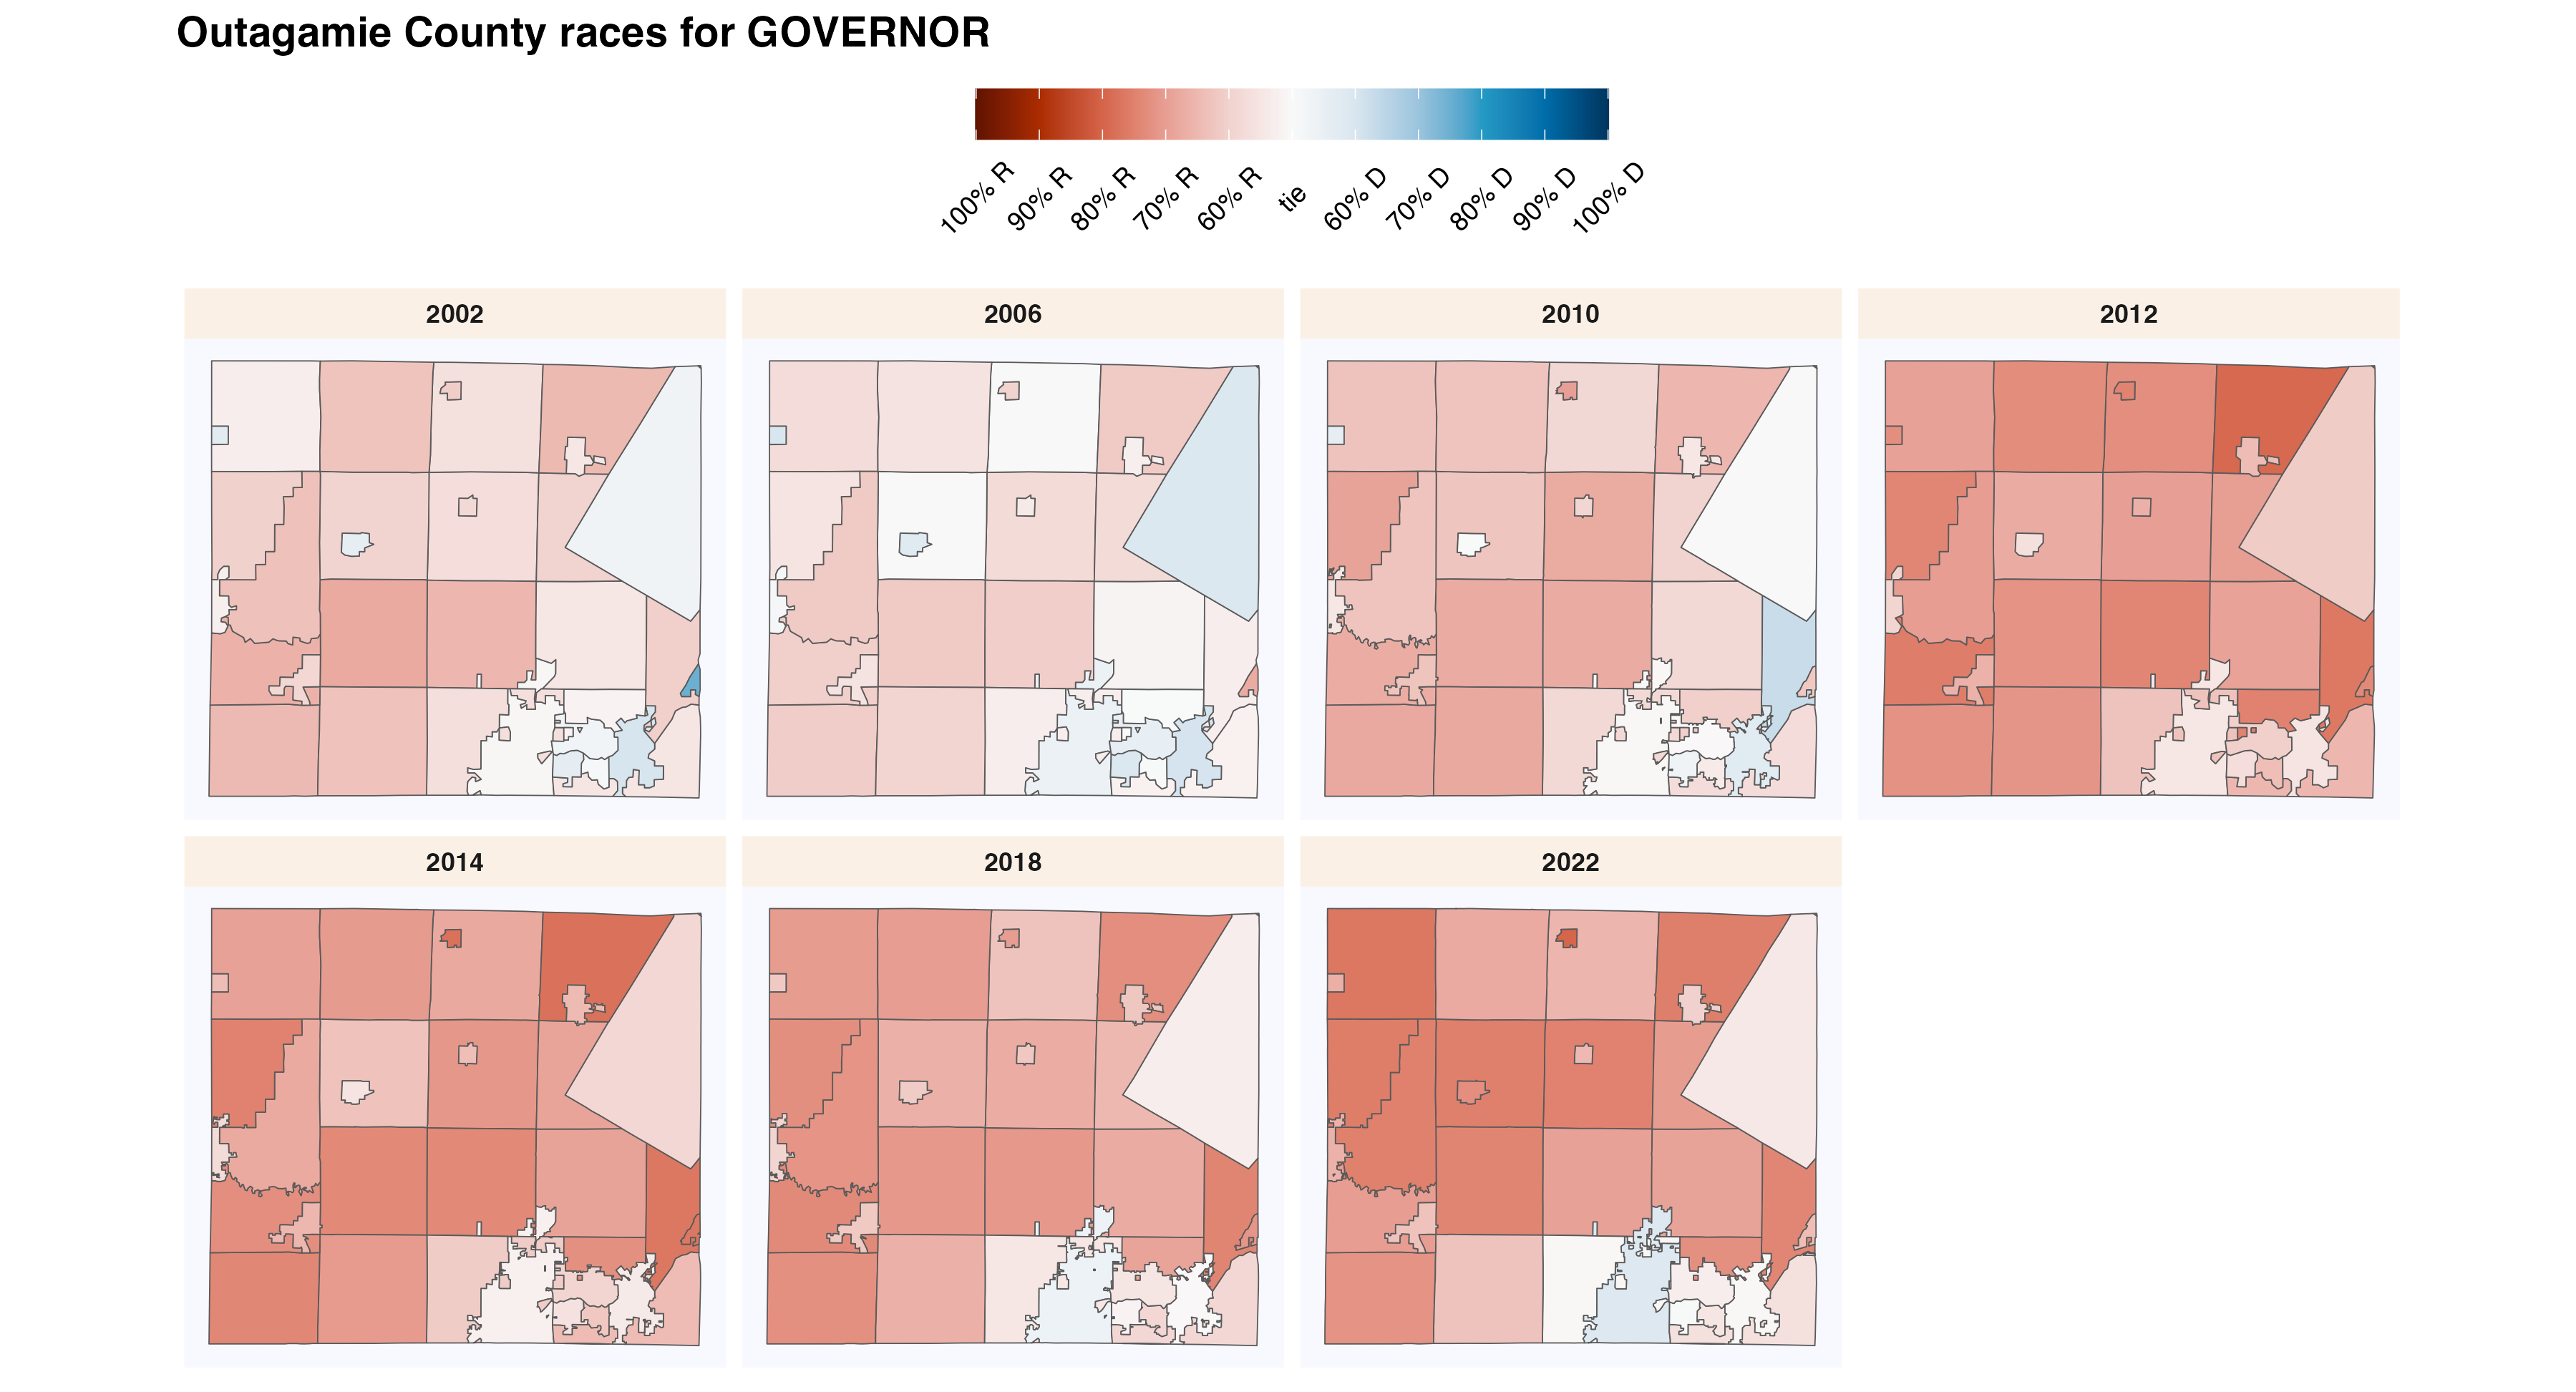 Outagamie County races for GOVERNOR
100% R 90% R 80% R 70% R 60% R tie 60% D 70% D 80% D 90% D 100% D
2002 2006 2010 2012
2014 2018 2022